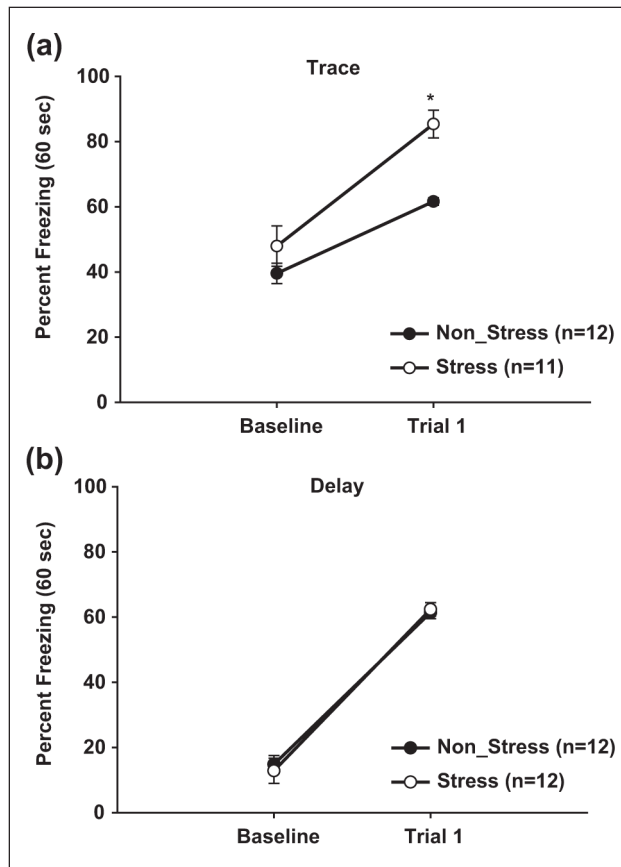 (a)
Trace
100
*
80
60
40
20
0
Percent Freezing (60 sec)
Non_Stress (n=12)
Stress (n=11)
Baseline Trial 1
(b)
Delay
100
80
60
40
20
0
Percent Freezing (60 sec)
Non_Stress (n=12)
Stress (n=12)
Baseline Trial 1